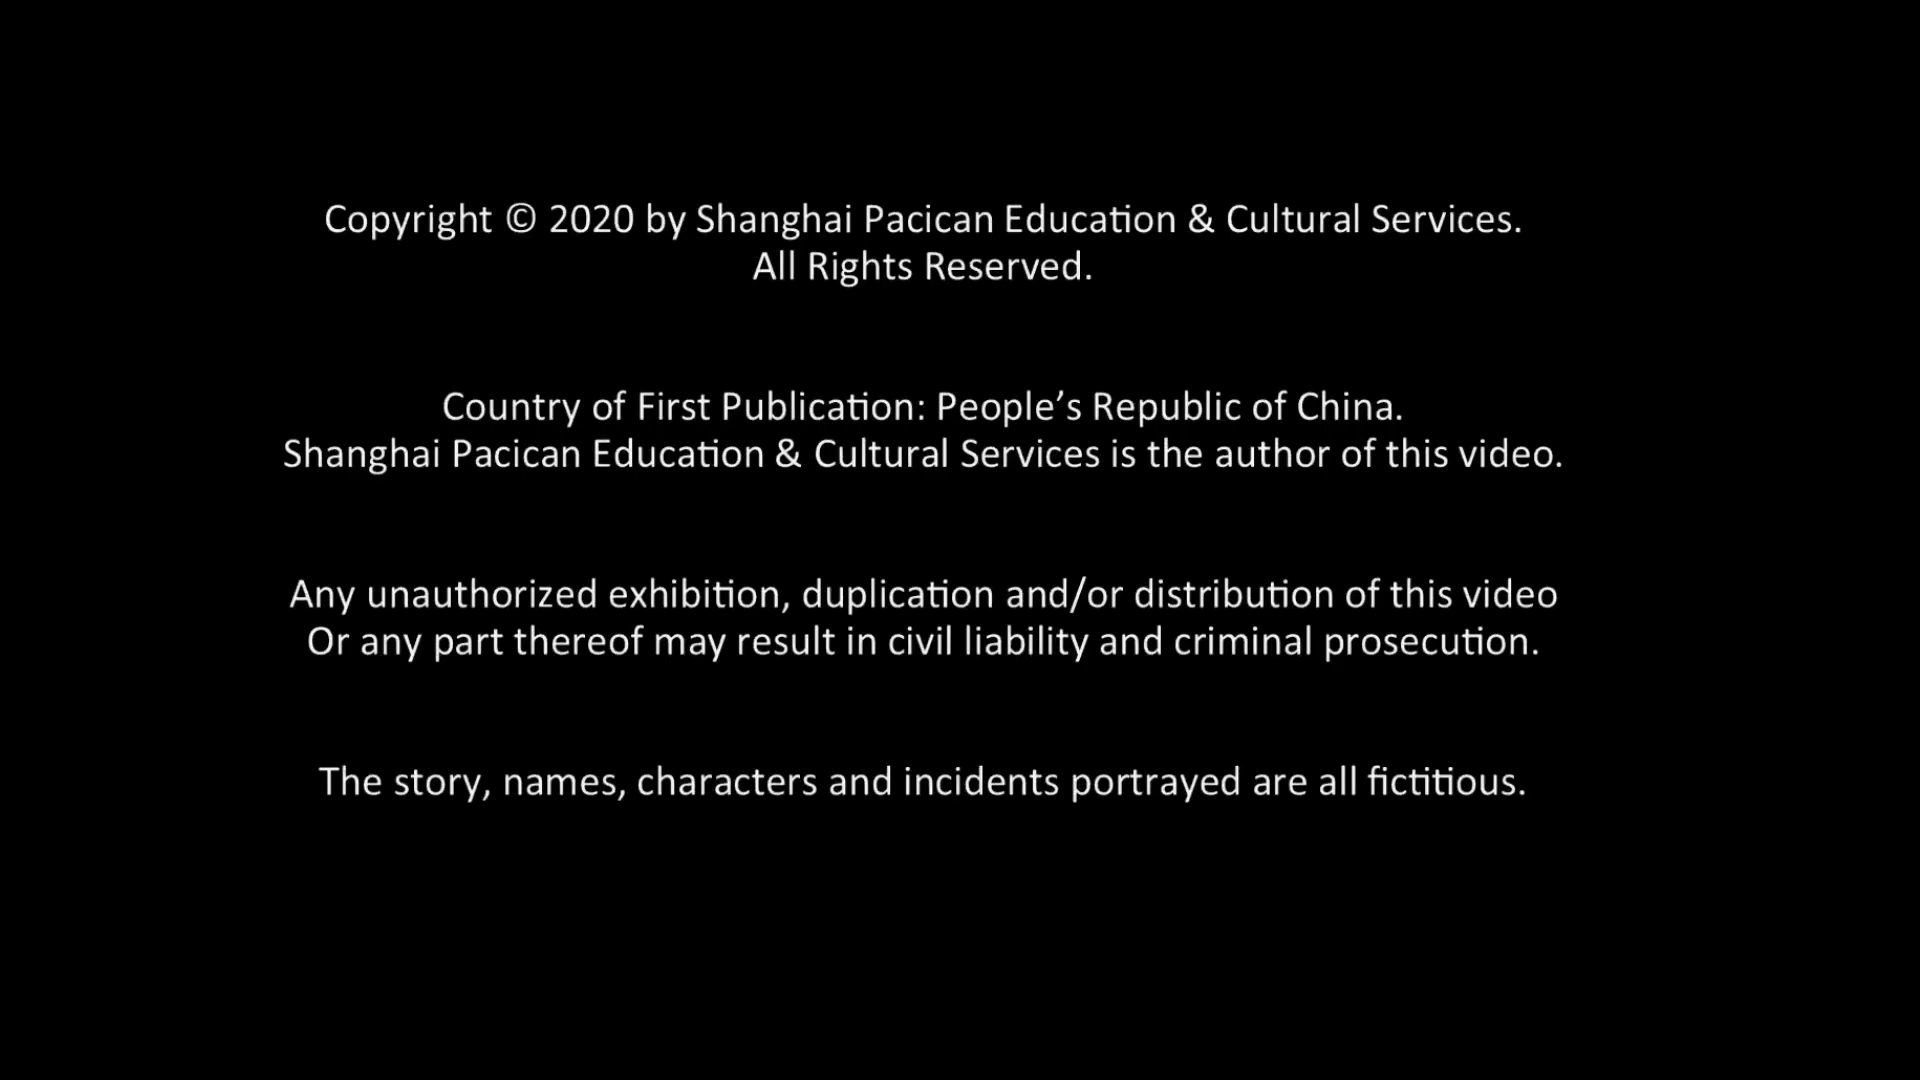 Copyright © 2020 by Shanghai Pacican Education & Cultural Services.
All Rights Reserved.
Country of First Publication: People’s Republic of China.
Shanghai Pacican Education & Cultural Services is the author of this video.
Any unauthorized exhibition, duplication and/or distribution of this video
Or any part thereof may result in civil liability and criminal prosecution.
The story, names, characters and incidents portrayed are all fictitious.